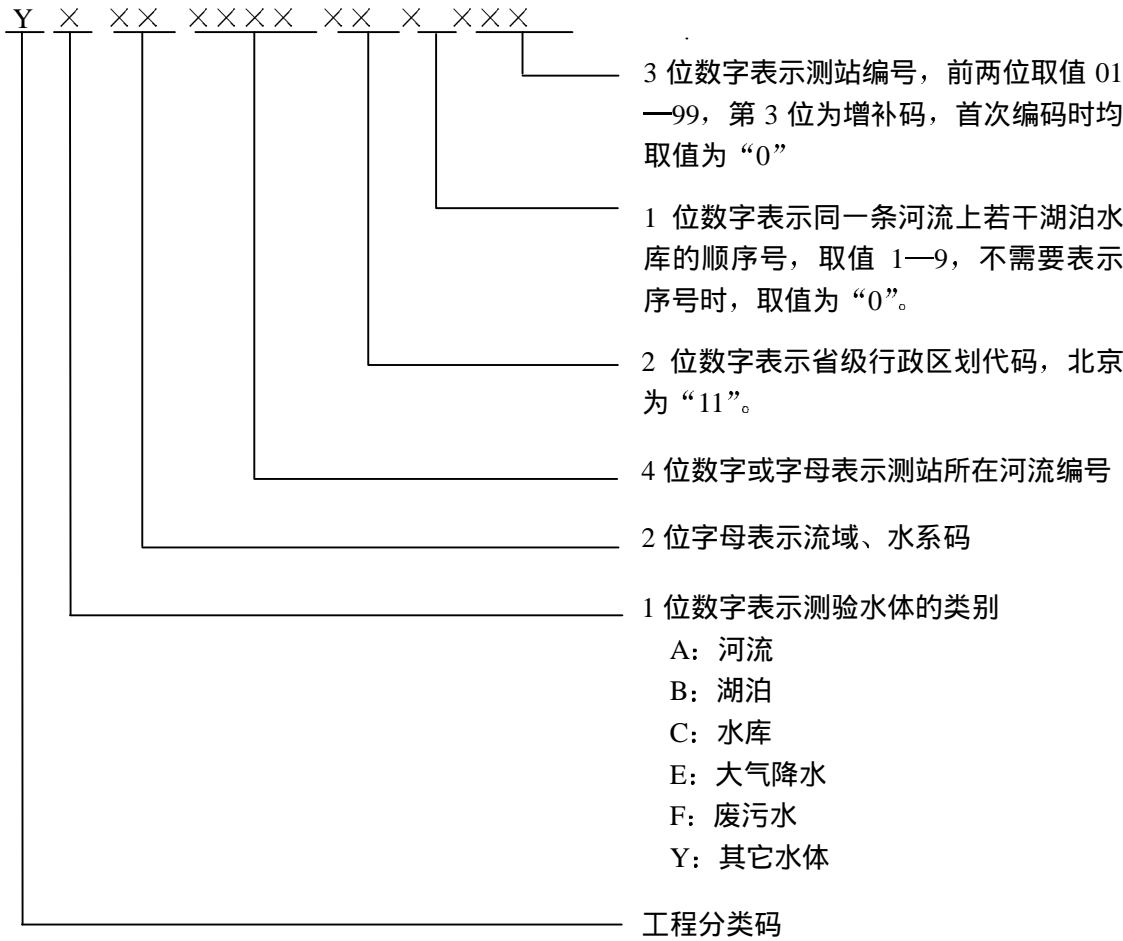 Y × ×× ×××× ×× × ×××
3 位数字表示测站编号，前两位取值 01
—99，第 3 位为增补码，首次编码时均
取值为“0”
1 位数字表示同一条河流上若干湖泊水
库的顺序号，取值 1—9，不需要表示
序号时，取值为“0”。
2 位数字表示省级行政区划代码，北京
为“11”。
4 位数字或字母表示测站所在河流编号
2 位字母表示流域、水系码
1 位数字表示测验水体的类别
A：河流
B：湖泊
C：水库
E：大气降水
F：废污水
Y：其它水体
工程分类码